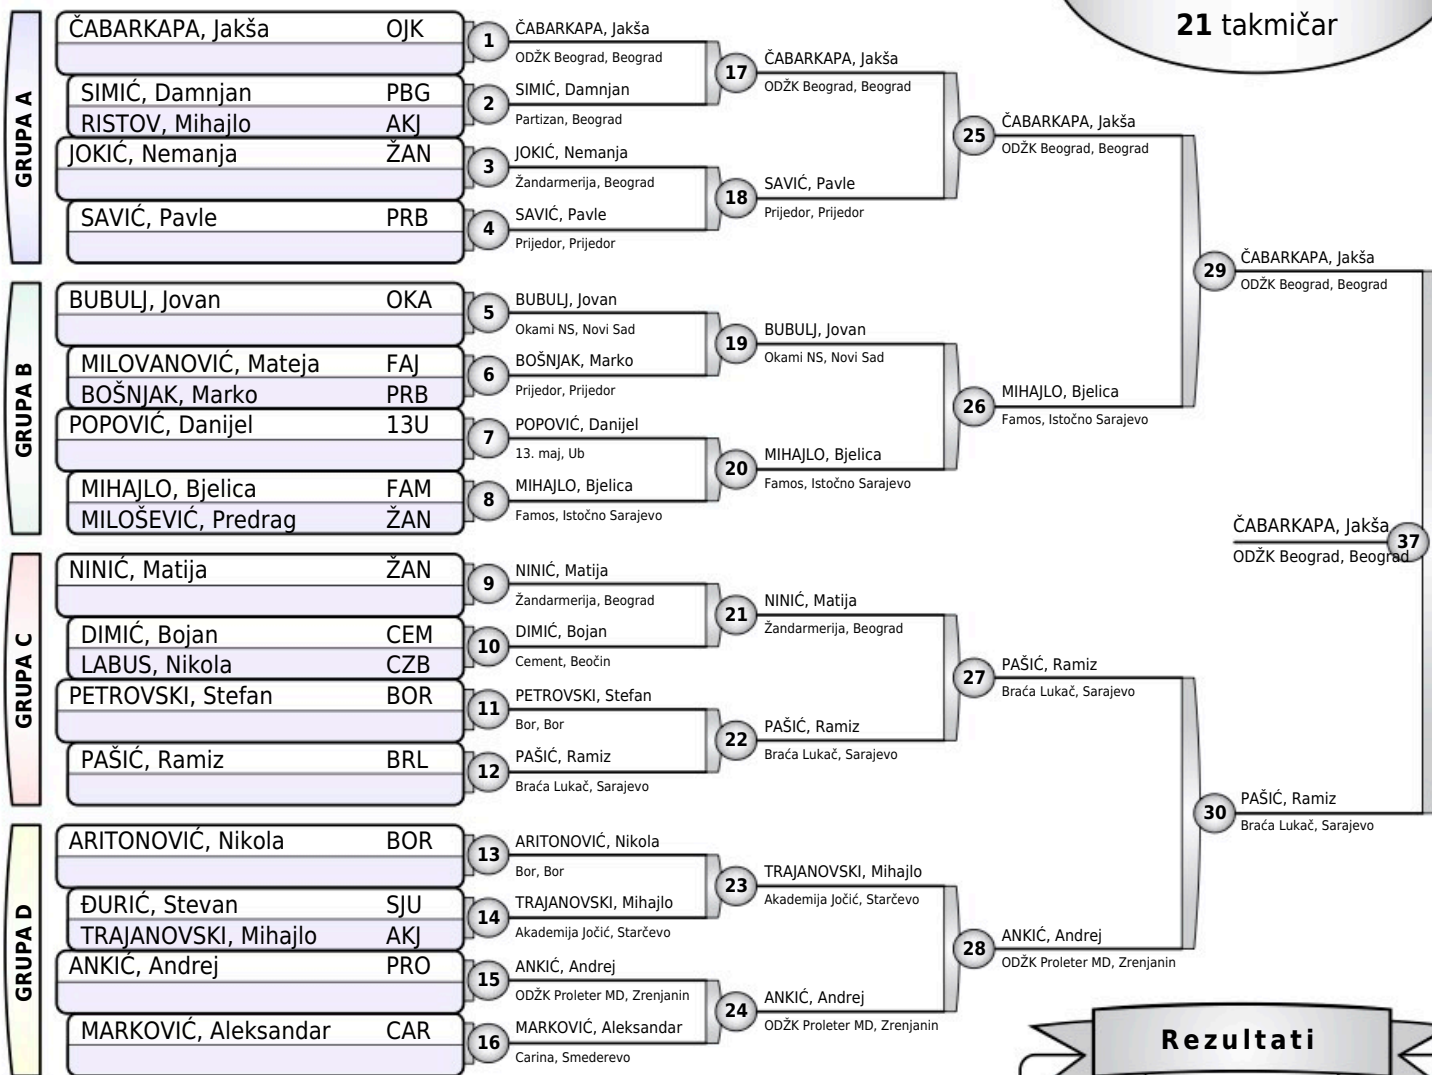 21 takmičar
GRUPA A
ČABARKAPA, Jakša OJK
SIMIĆ, Damnjan PBG
RISTOV, Mihajlo AKJ
JOKIĆ, Nemanja ŽAN
SAVIĆ, Pavle PRB
GRUPA B
BUBULJ, Jovan OKA
MILOVANOVIĆ, Mateja FAJ
BOŠNJAK, Marko PRB
POPOVIĆ, Danijel 13U
MIHAJLO, Bjelica FAM
MILOŠEVIĆ, Predrag ŽAN
GRUPA C
NINIĆ, Matija ŽAN
DIMIĆ, Bojan CEM
LABUS, Nikola CZB
PETROVSKI, Stefan BOR
PAŠIĆ, Ramiz BRL
GRUPA D
ARITONOVIĆ, Nikola BOR
ĐURIĆ, Stevan SJU
TRAJANOVSKI, Mihajlo AKJ
ANKIĆ, Andrej PRO
MARKOVIĆ, Aleksandar CAR
1 ČABARKAPA, Jakša
ODŽK Beograd, Beograd
2 SIMIĆ, Damnjan
Partizan, Beograd
3 JOKIĆ, Nemanja
Žandarmerija, Beograd
4 SAVIĆ, Pavle
Prijedor, Prijedor
5 BUBULJ, Jovan
Okami NS, Novi Sad
6 BOŠNJAK, Marko
Prijedor, Prijedor
7 POPOVIĆ, Danijel
13. maj, Ub
8 MIHAJLO, Bjelica
Famos, Istočno Sarajevo
9 NINIĆ, Matija
Žandarmerija, Beograd
10 DIMIĆ, Bojan
Cement, Beočin
11 PETROVSKI, Stefan
Bor, Bor
12 PAŠIĆ, Ramiz
Braća Lukač, Sarajevo
13 ARITONOVIĆ, Nikola
Bor, Bor
14 TRAJANOVSKI, Mihajlo
Akademija Jočić, Starčevo
15 ANKIĆ, Andrej
ODŽK Proleter MD, Zrenjanin
16 MARKOVIĆ, Aleksandar
Carina, Smederevo
17 ČABARKAPA, Jakša
ODŽK Beograd, Beograd
18 SAVIĆ, Pavle
Prijedor, Prijedor
19 BUBULJ, Jovan
Okami NS, Novi Sad
20 MIHAJLO, Bjelica
Famos, Istočno Sarajevo
21 NINIĆ, Matija
Žandarmerija, Beograd
22 PAŠIĆ, Ramiz
Braća Lukač, Sarajevo
23 TRAJANOVSKI, Mihajlo
Akademija Jočić, Starčevo
24 ANKIĆ, Andrej
ODŽK Proleter MD, Zrenjanin
25 ČABARKAPA, Jakša
ODŽK Beograd, Beograd
26 MIHAJLO, Bjelica
Famos, Istočno Sarajevo
27 PAŠIĆ, Ramiz
Braća Lukač, Sarajevo
28 ANKIĆ, Andrej
ODŽK Proleter MD, Zrenjanin
29 ČABARKAPA, Jakša
ODŽK Beograd, Beograd
30 PAŠIĆ, Ramiz
Braća Lukač, Sarajevo
ČABARKAPA, Jakša 37
ODŽK Beograd, Beograd
Rezultati